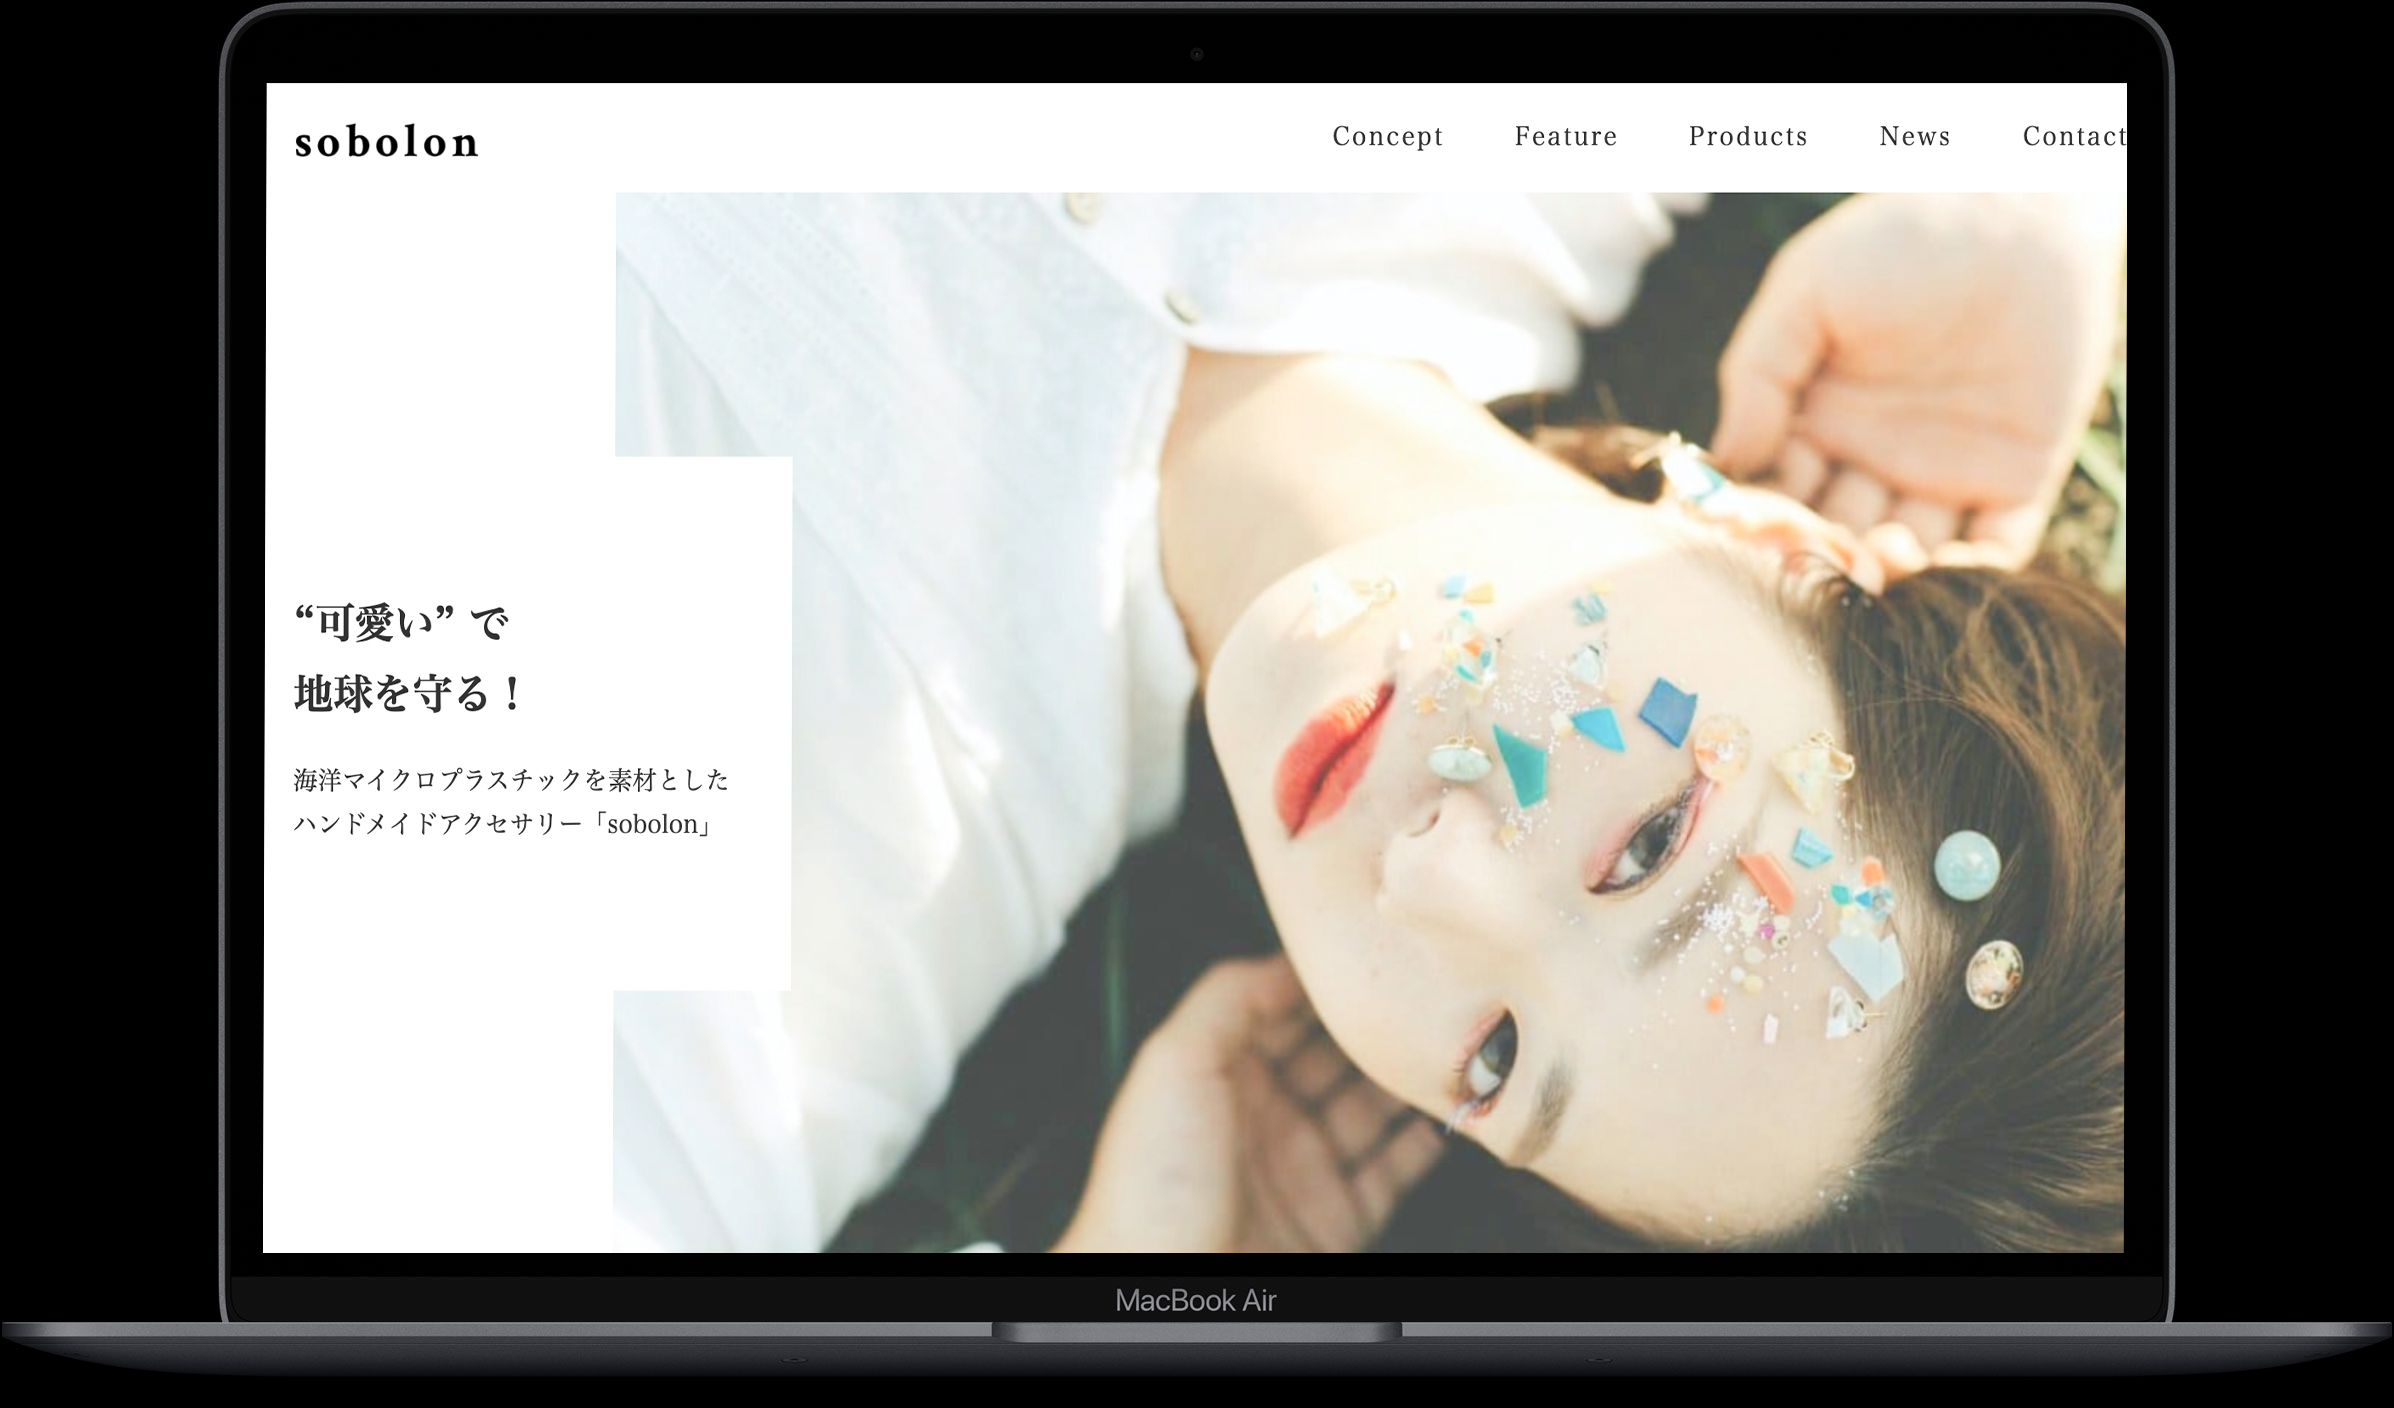 sobolon
Concept Feature Products News Contact
“可愛い” で
地球を守る！
海洋マイクロプラスチックを素材とした
ハンドメイドアクセサリー「sobolon」
MacBook Air